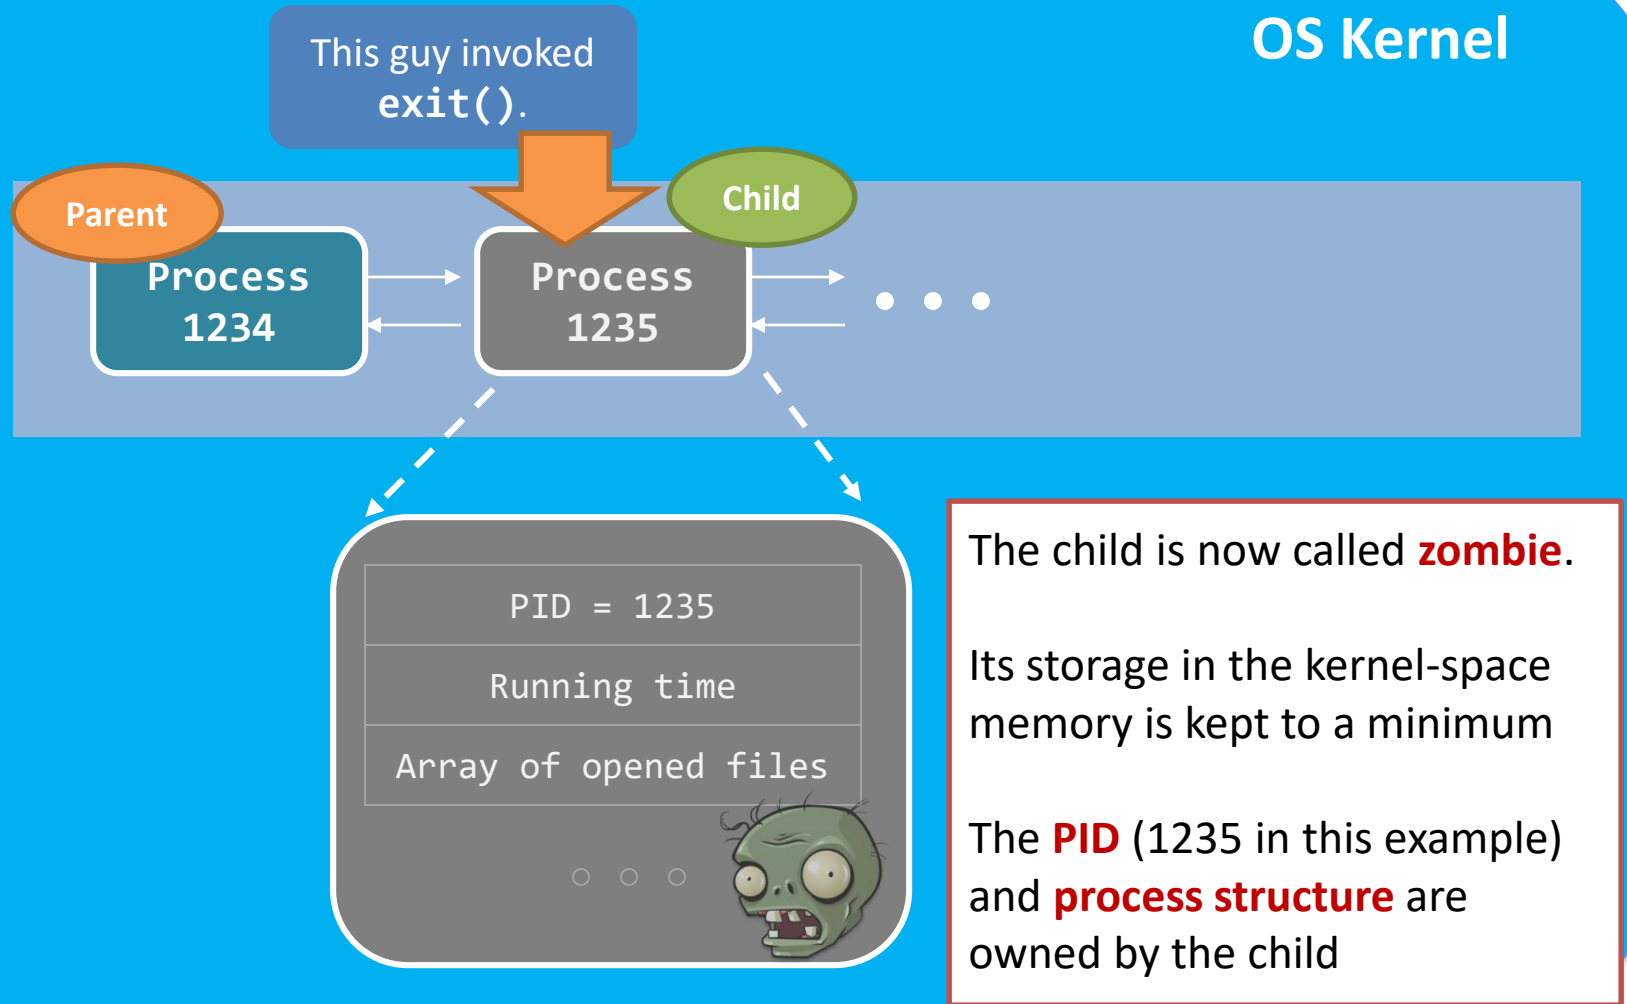 OS Kernel
This guy invoked
exit().
Parent
Child
Process
1234
Process
1235
PID = 1235
Running time
Array of opened files
The child is now called zombie.
Its storage in the kernel-space
memory is kept to a minimum
The PID (1235 in this example)
and process structure are
owned by the child